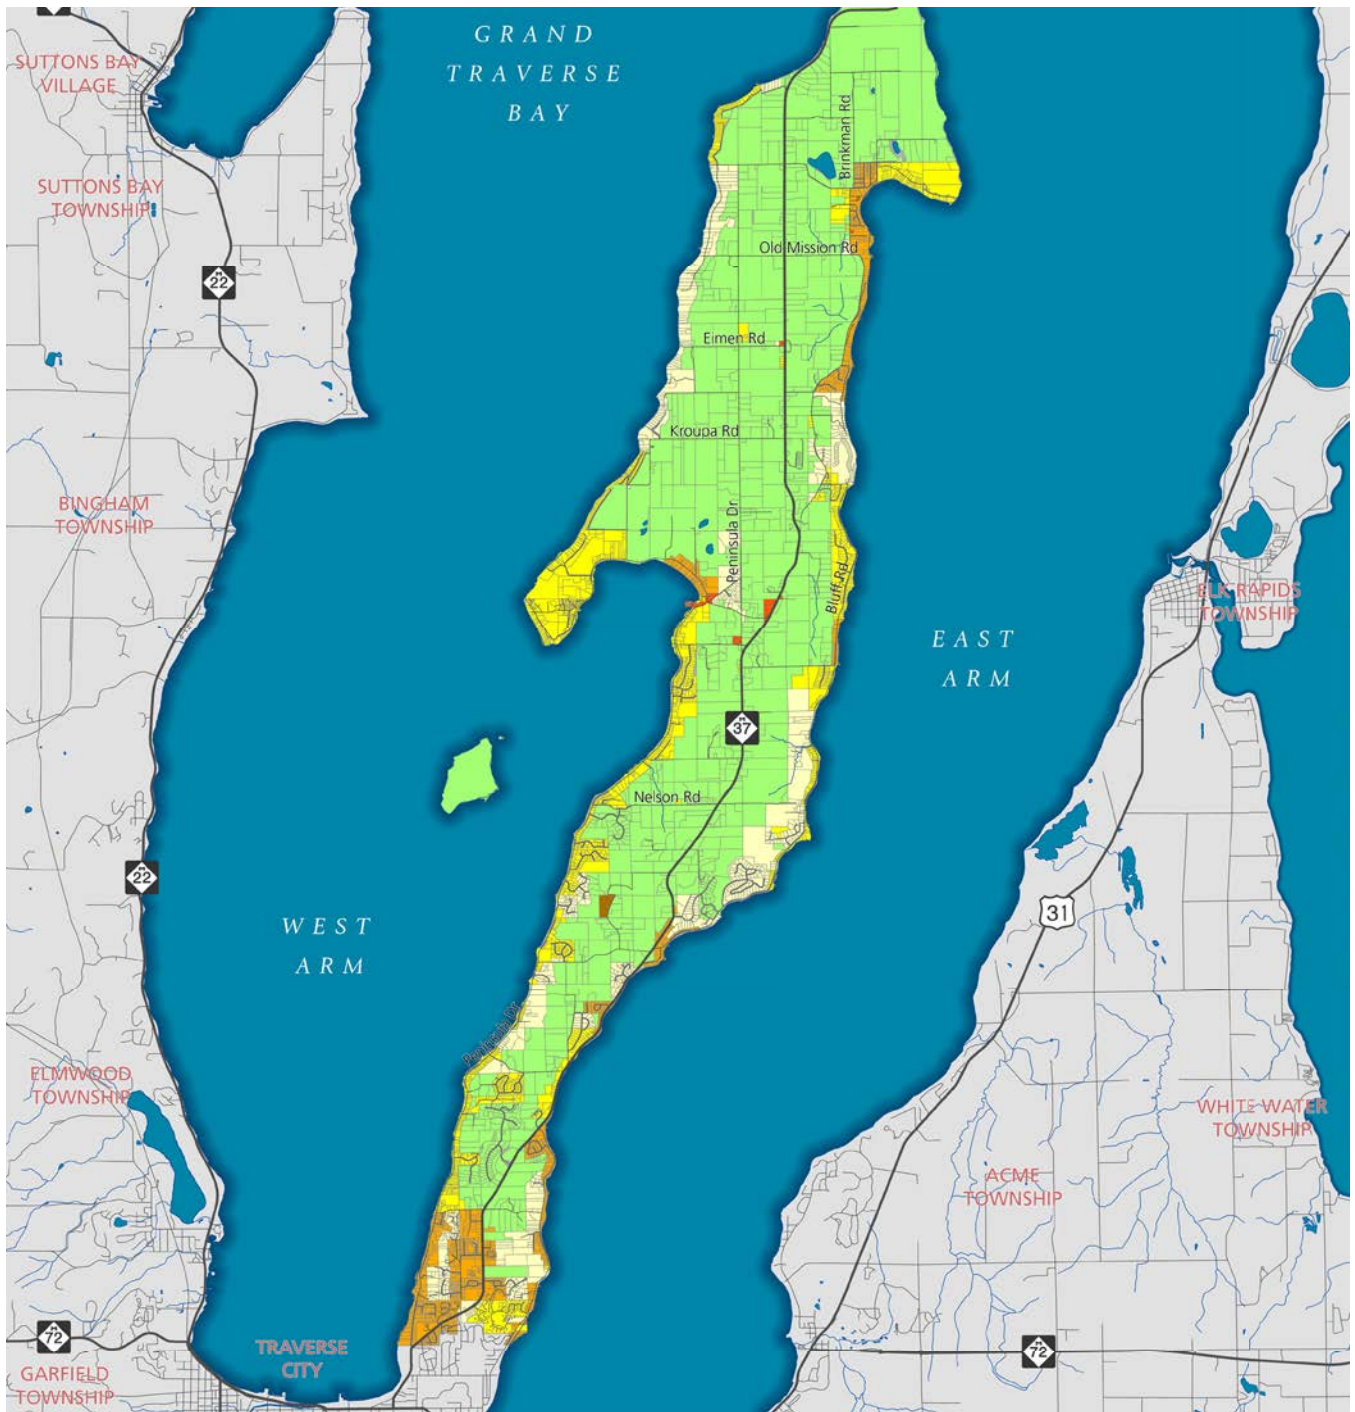 GRAND
TRAVERSE
BAY
SUTTONS BAY
VILLAGE
Brinkman Rd
SUTTONS BAY
TOWNSHIP
Old Mission Rd
M
22
Eimen Rd
Kroupa Rd
BINGHAM
TOWNSHIP
Peninsula Dr
Bluff Rd
ELK RAPIDS
TOWNSHIP
EAST
ARM
M
37
Nelson Rd
M
22
31
WEST
ARM
Peninsula Dr
ELMWOOD
TOWNSHIP
WHITE WATER
TOWNSHIP
ACME
TOWNSHIP
M
72
TRAVERSE
CITY
M
72
GARFIELD
TOWNSHIP